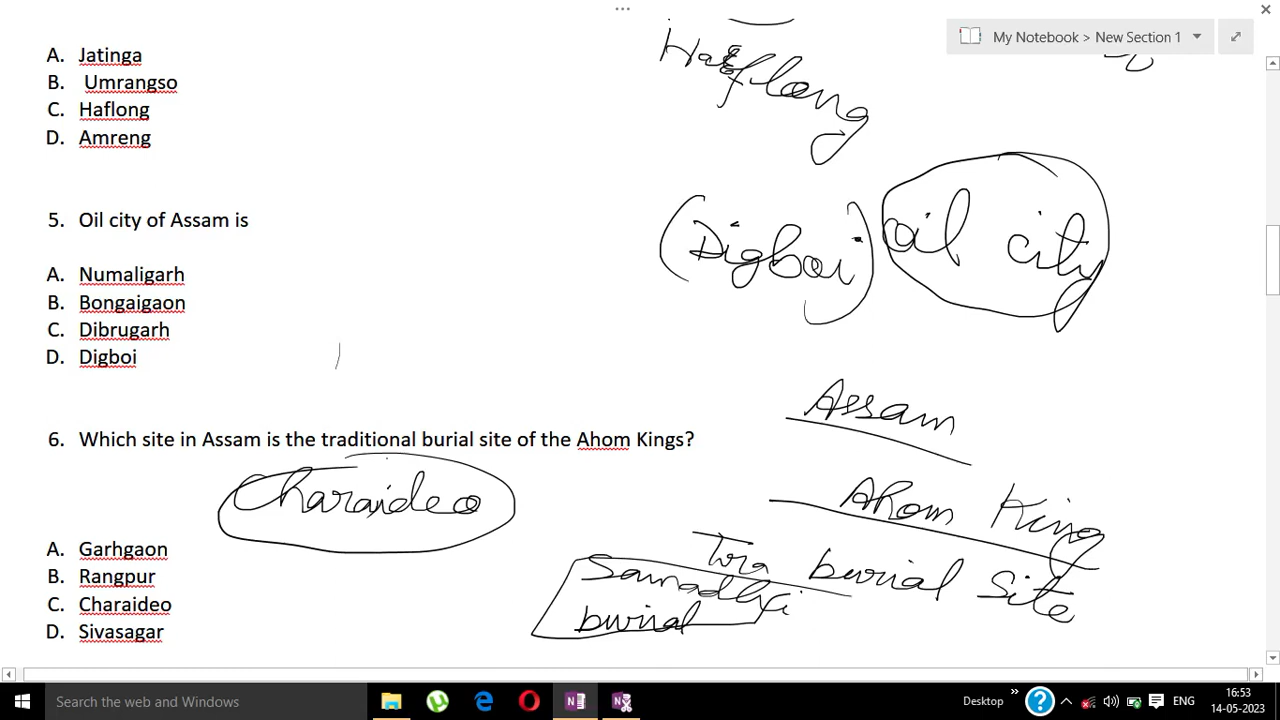 My Notebook > New Section 1
A. Jatinga
B. Umrangso
C. Haflong
D. Amreng
Haflong
5. Oil city of Assam is
(Digboi) oil city
A. Numaligarh
B. Bongaigaon
C. Dibrugarh
D. Digboi
Assam
6. Which site in Assam is the traditional burial site of the Ahom Kings?
Charaideo
Ahom King
A. Garhgaon
B. Rangpur
C. Charaideo
D. Sivasagar
burial Site
Samadhi
burial
Search the web and Windows
Desktop
ENG
16:53
14-05-2023